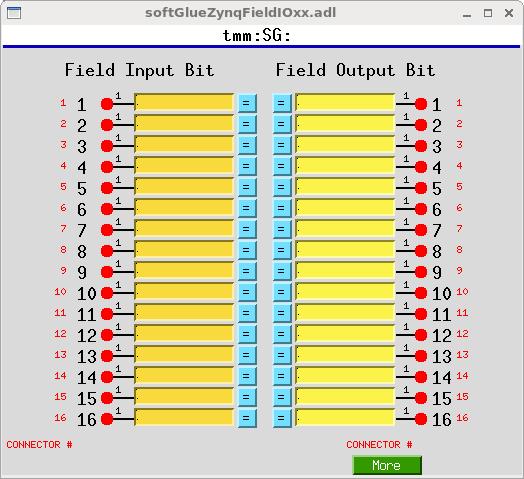 softGlueZynqFieldIOxx.adl
tmm:SG:
Field Input Bit Field Output Bit
1 1 1 = = 1 1 1
2 2 1 = = 1 2 2
3 3 1 = = 1 3 3
4 4 1 = = 1 4 4
5 5 1 = = 1 5 5
6 6 1 = = 1 6 6
7 7 1 = = 1 7 7
8 8 1 = = 1 8 8
9 9 1 = = 1 9 9
10 10 1 = = 1 10 10
11 11 1 = = 1 11 11
12 12 1 = = 1 12 12
13 13 1 = = 1 13 13
14 14 1 = = 1 14 14
15 15 1 = = 1 15 15
16 16 1 = = 1 16 16
CONNECTOR # CONNECTOR #
More